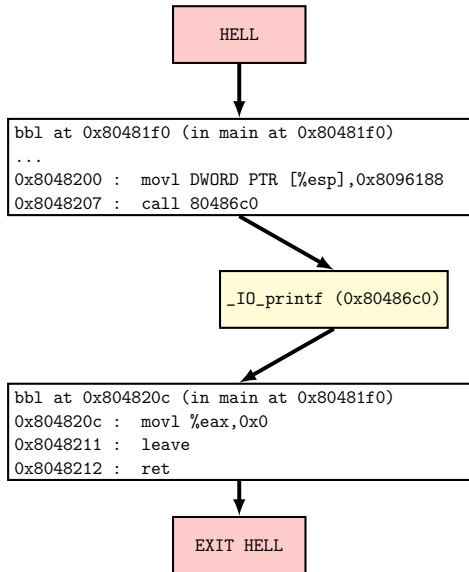 HELL
bbl at 0x80481f0 (in main at 0x80481f0)
...
0x8048200 : movl DWORD PTR [%esp],0x8096188
0x8048207 : call 80486c0
_IO_printf (0x80486c0)
bbl at 0x804820c (in main at 0x80481f0)
0x804820c : movl %eax,0x0
0x8048211 : leave
0x8048212 : ret
EXIT HELL